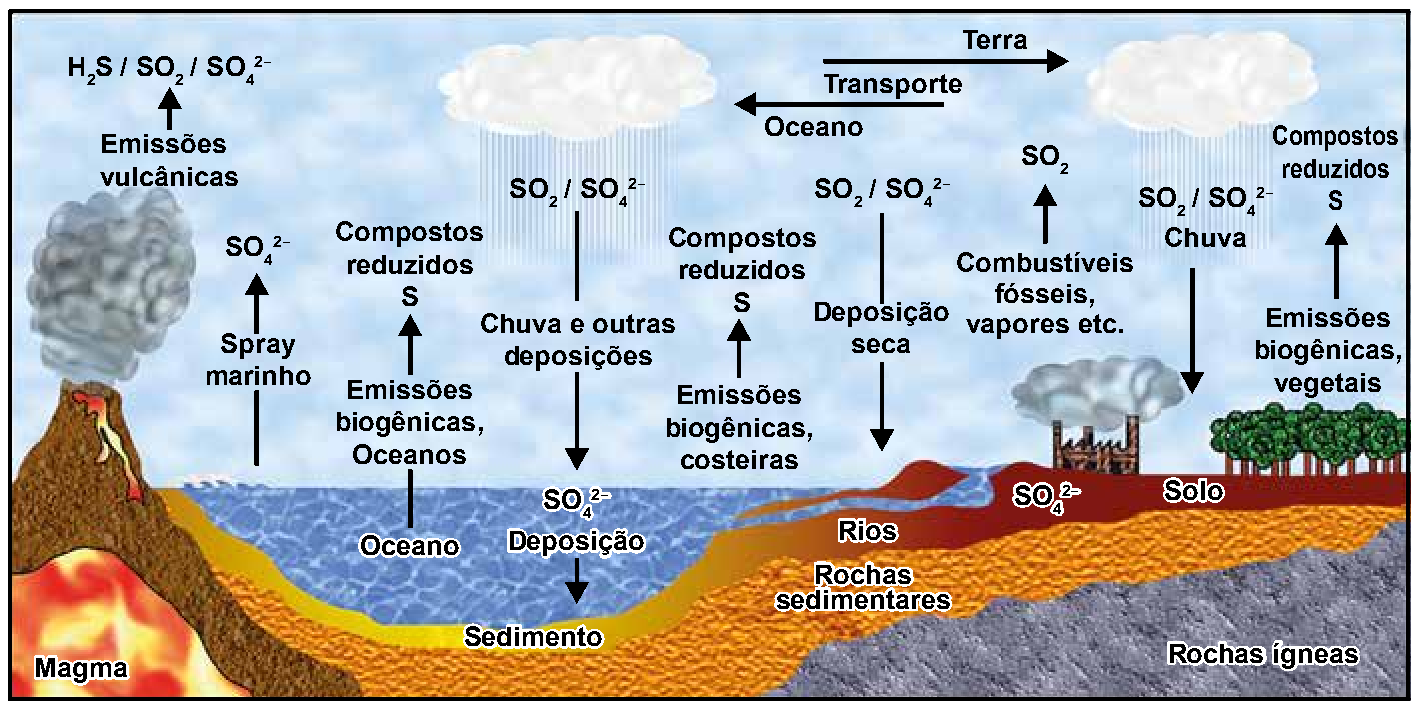 H₂S / SO₂ / SO₄²⁻
Emissões
vulcânicas
SO₄²⁻
Spray
marinho
Compostos
reduzidos
S
Emissões
biogênicas,
Oceanos
Oceano
SO₂ / SO₄²⁻
Chuva e outras
deposições
SO₄²⁻
Deposição
Sedimento
Terra
Transporte
Oceano
Compostos
reduzidos
S
Emissões
biogênicas,
costeiras
SO₂ / SO₄²⁻
Deposição
seca
SO₂
Combustíveis
fósseis,
vapores etc.
SO₂ / SO₄²⁻
Chuva
Compostos
reduzidos
S
Emissões
biogênicas,
vegetais
SO₄²⁻
Solo
Rios
Rochas
sedimentares
Magma
Rochas ígneas